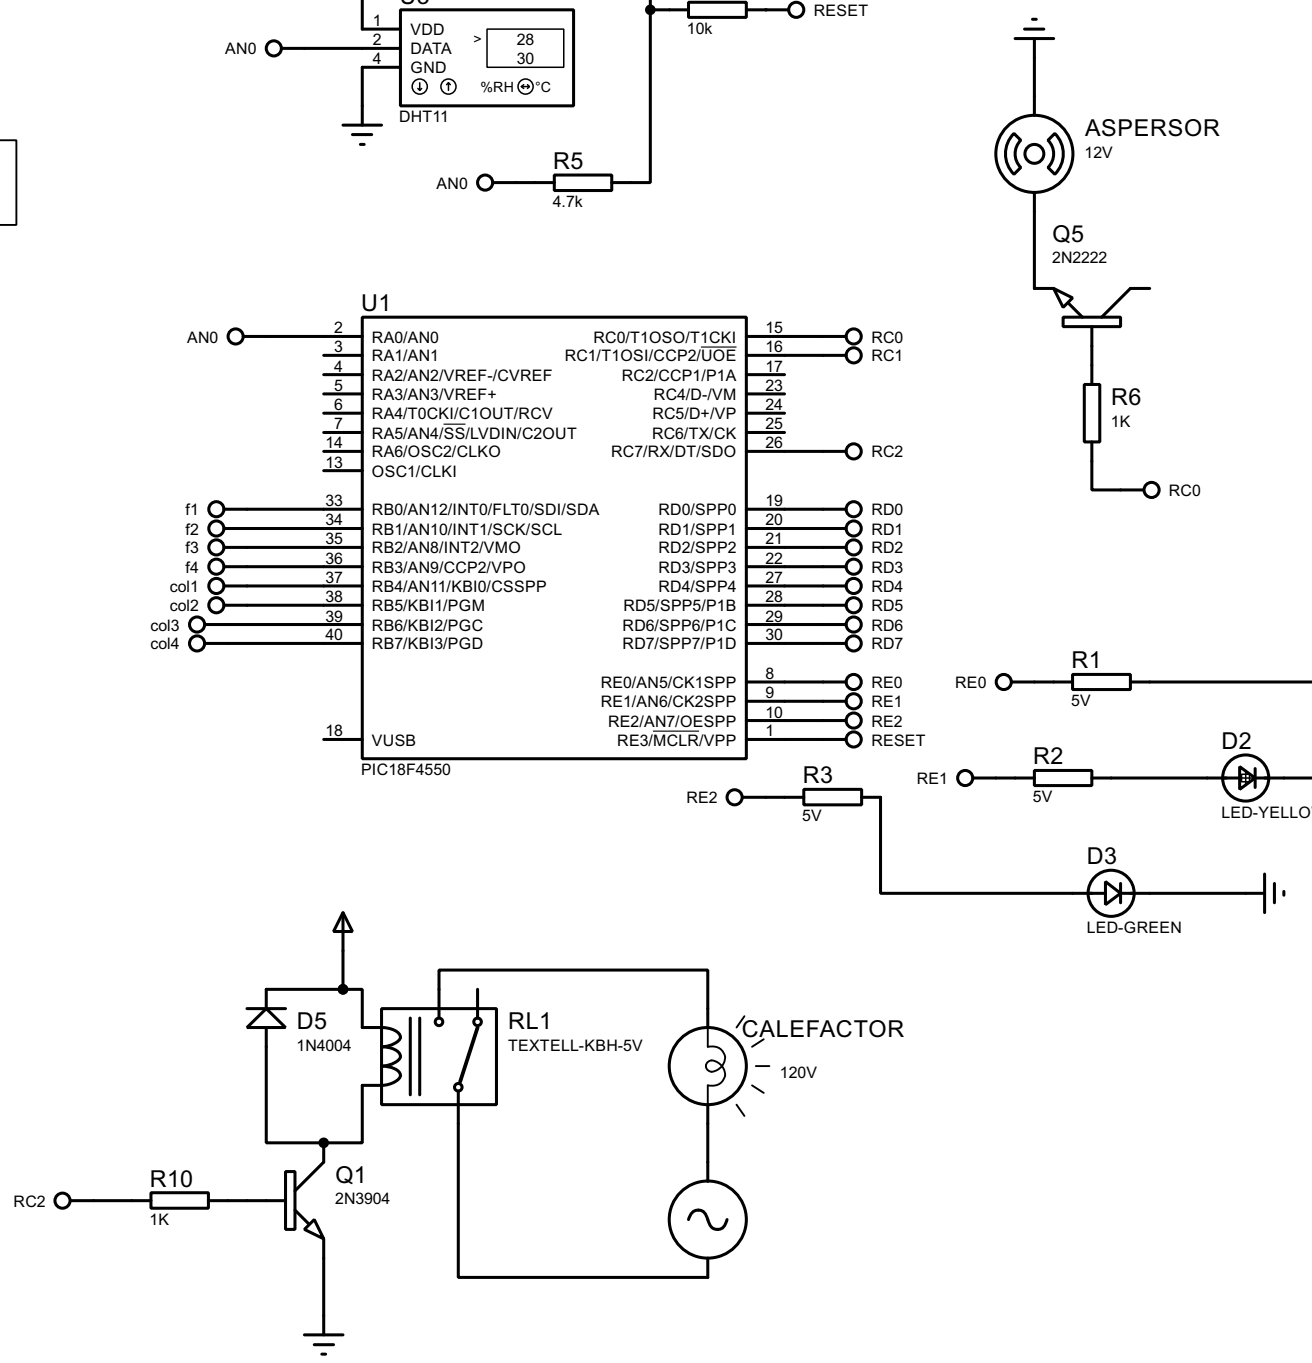 RESET
10k
1
VDD
AN0
2
DATA
>
28
4
GND
30
%RH
°C
DHT11
ASPERSOR
12V
R5
AN0
4.7k
Q5
2N2222
U1
AN0
2
RA0/AN0
RC0/T1OSO/T1CKI
15
RC0
3
RA1/AN1
RC1/T1OSI/CCP2/UOE
16
RC1
4
RA2/AN2/VREF-/CVREF
RC2/CCP1/P1A
17
5
RA3/AN3/VREF+
RC4/D-/VM
23
6
RA4/T0CKI/C1OUT/RCV
RC5/D+/VP
24
7
RA5/AN4/SS/LVDIN/C2OUT
RC6/TX/CK
25
14
RA6/OSC2/CLKO
RC7/RX/DT/SDO
26
RC2
13
OSC1/CLKI
R6
1K
RC0
f1
33
RB0/AN12/INT0/FLT0/SDI/SDA
RD0/SPP0
19
RD0
f2
34
RB1/AN10/INT1/SCK/SCL
RD1/SPP1
20
RD1
f3
35
RB2/AN8/INT2/VMO
RD2/SPP2
21
RD2
f4
36
RB3/AN9/CCP2/VPO
RD3/SPP3
22
RD3
col1
37
RB4/AN11/KBI0/CSSPP
RD4/SPP4
27
RD4
col2
38
RB5/KBI1/PGM
RD5/SPP5/P1B
28
RD5
col3
39
RB6/KBI2/PGC
RD6/SPP6/P1C
29
RD6
col4
40
RB7/KBI3/PGD
RD7/SPP7/P1D
30
RD7
RE0/AN5/CK1SPP
8
RE0
RE1/AN6/CK2SPP
9
RE1
RE2/AN7/OESPP
10
RE2
18
VUSB
RE3/MCLR/VPP
1
RESET
PIC18F4550
R1
RE0
5V
R2
RE1
5V
D2
LED-YELLO
R3
RE2
5V
D3
LED-GREEN
D5
1N4004
RL1
TEXTELL-KBH-5V
CALEFACTOR
120V
R10
RC2
1K
Q1
2N3904